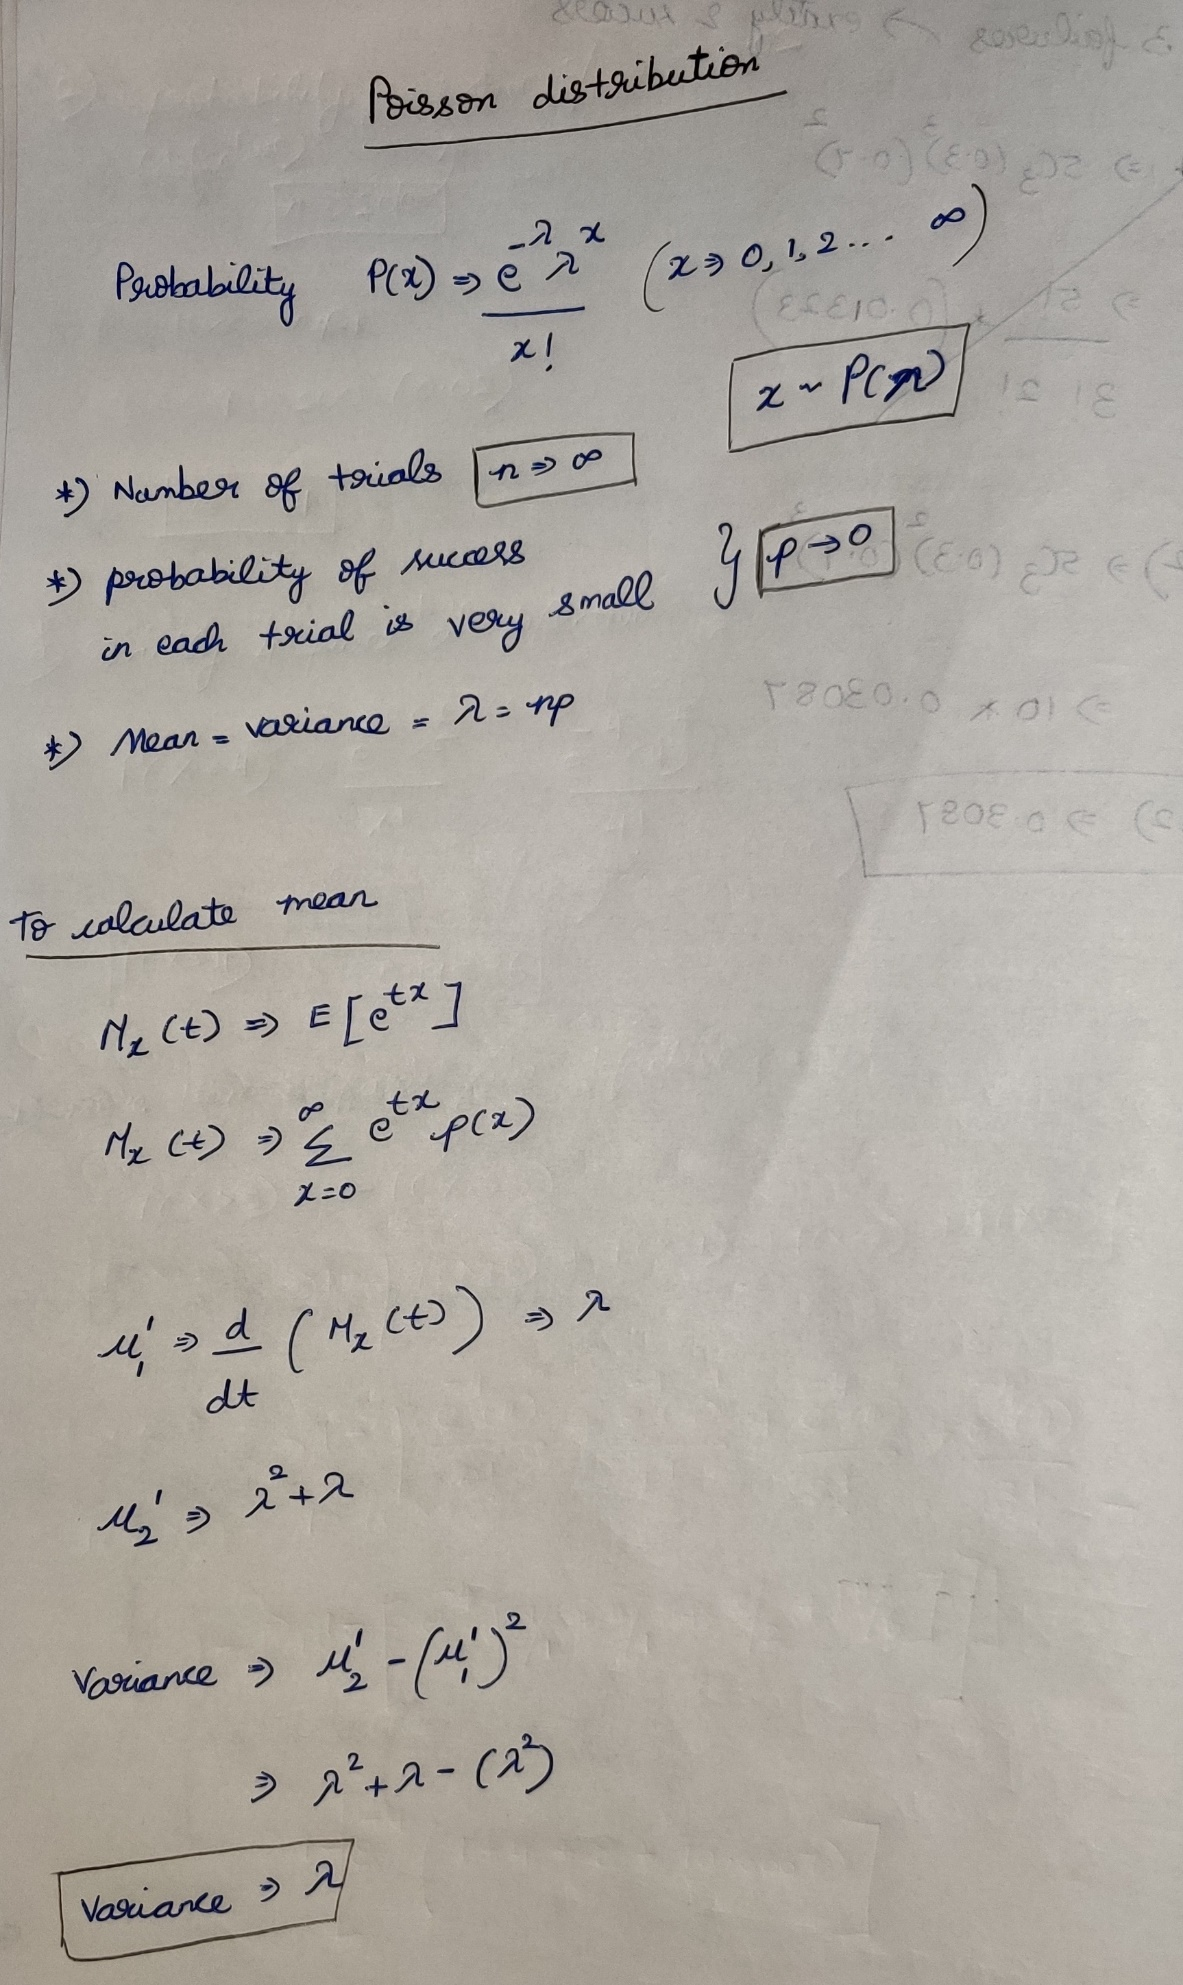 Poisson distribution
Probability P(x) ⇒ e^-λ λ^x / x! (x ⇒ 0, 1, 2 ... ∞)
*) Number of trials n ⇒ ∞
*) probability of success
in each trial is very small } p → 0
*) Mean = variance = λ = np
To calculate mean
Mx (t) ⇒ E [e^tx]
Mx (t) ⇒ ∞ Σ x=0 e^tx p(x)
μ1' ⇒ d/dt (Mx (t)) ⇒ λ
μ2' ⇒ λ² + λ
Variance ⇒ μ2' - (μ1')²
⇒ λ² + λ - (λ²)
Variance ⇒ λ